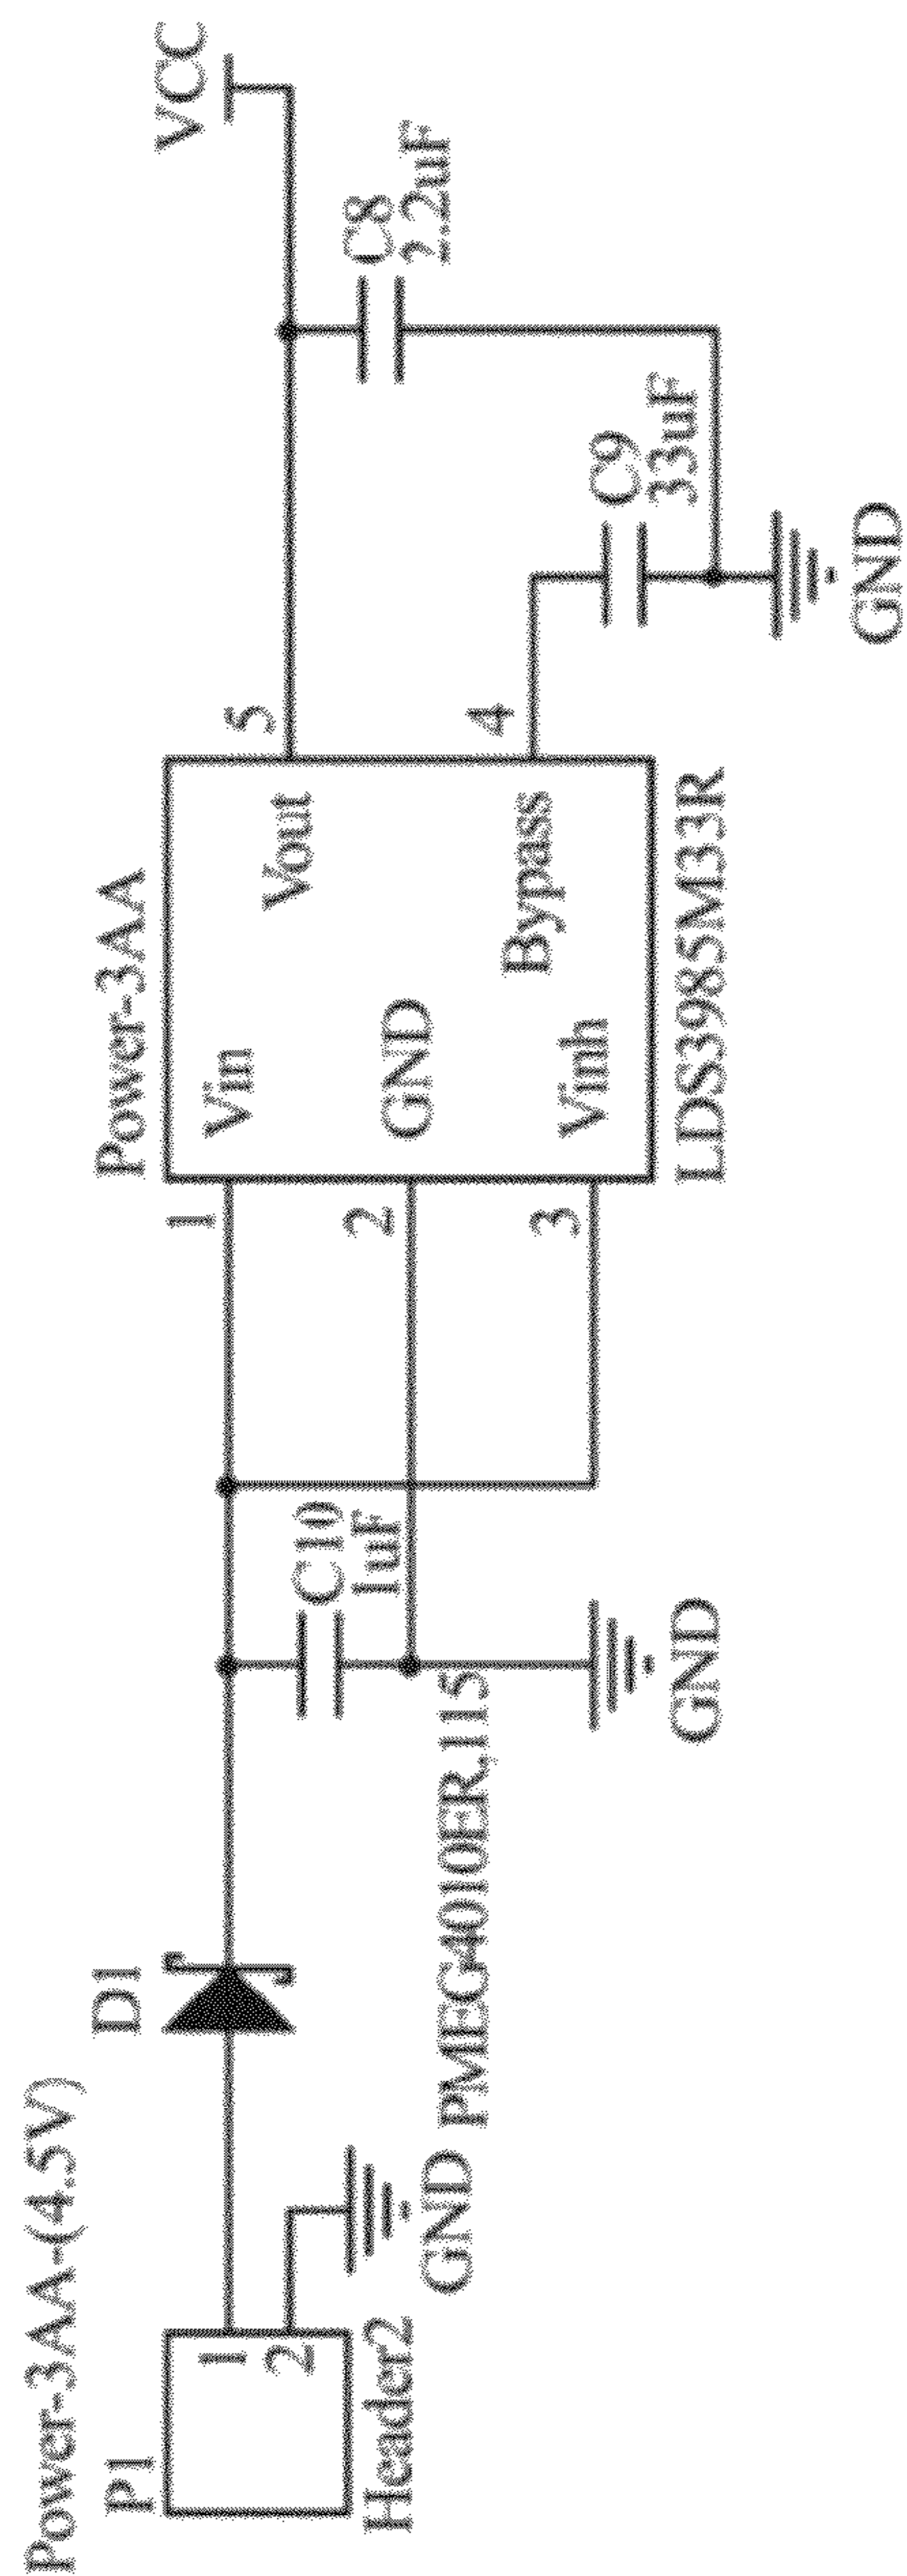 Power-3AA-(4.5V)
P1
1
2
Header2
GND
D1
PMEG4010ER,115
C10
1uF
GND
Power-3AA
1
2
3
Vin
GND
Vinh
Vout
Bypass
5
4
LDS3985M33R
C9
33uF
GND
C8
2.2uF
VCC